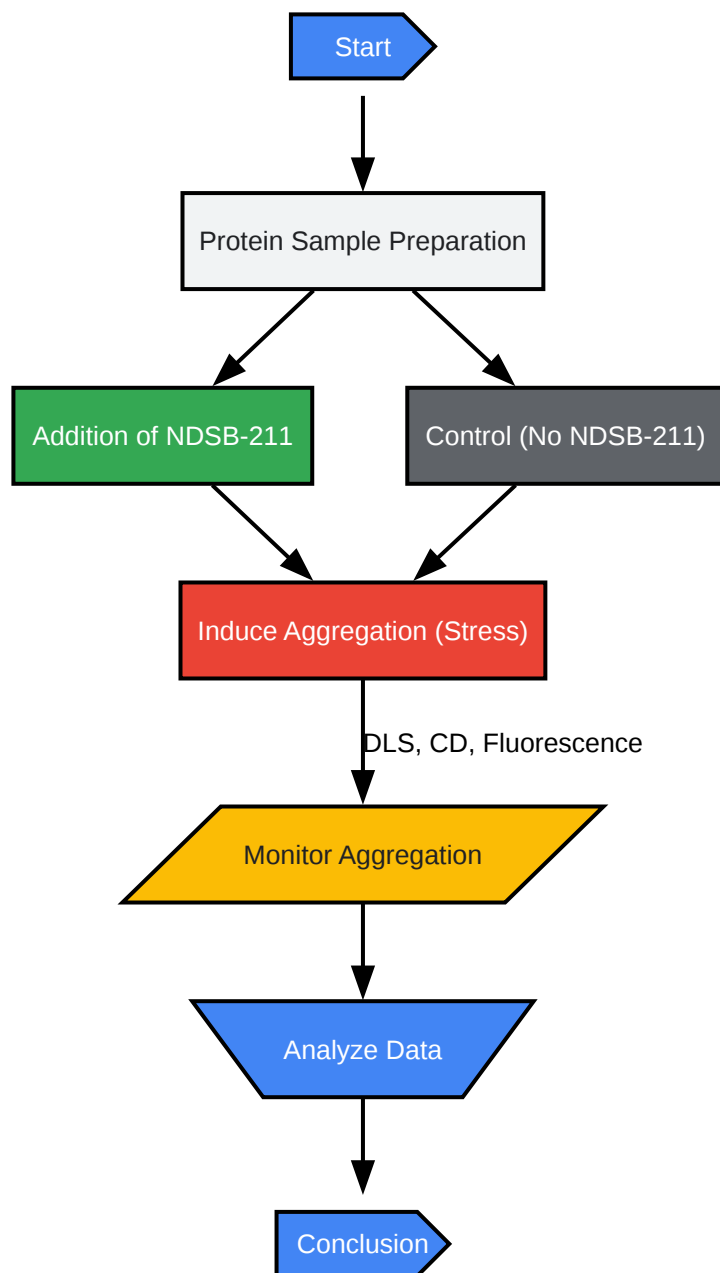 Start
Protein Sample Preparation
Addition of NDSB-211
Control (No NDSB-211)
Induce Aggregation (Stress)
DLS, CD, Fluorescence
Monitor Aggregation
Analyze Data
Conclusion